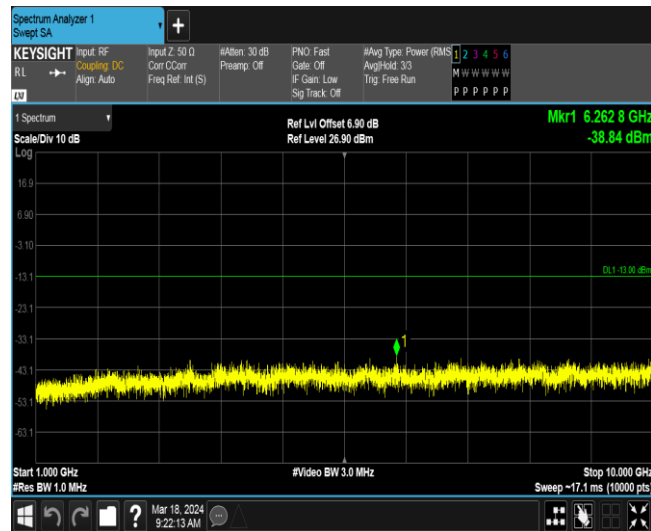 Spectrum Analyzer 1
Swept SA
+
KEYSIGHT
RL
LXI
Input: RF
Coupling: DC
Align: Auto
Input Z: 50 Ω
Corr CCorr
Freq Ref: Int (S)
#Atten: 30 dB
Preamp: Off
PNO: Fast
Gate: Off
IF Gain: Low
Sig Track: Off
#Avg Type: Power (RMS
Avg|Hold: 3/3
Trig: Free Run
1 2 3 4 5 6
M W W W W W
P P P P P P
1 Spectrum
Scale/Div 10 dB
Log
Ref Lvl Offset 6.90 dB
Ref Level 26.90 dBm
Mkr1 6.262 8 GHz
-38.84 dBm
16.9
6.90
-3.10
-13.1
DL1 -13.00 dBm
-23.1
-33.1
1
-43.1
-53.1
-63.1
Start 1.000 GHz
#Res BW 1.0 MHz
#Video BW 3.0 MHz
Stop 10.000 GHz
Sweep ~17.1 ms (10000 pts)
?
Mar 18, 2024
9:22:13 AM